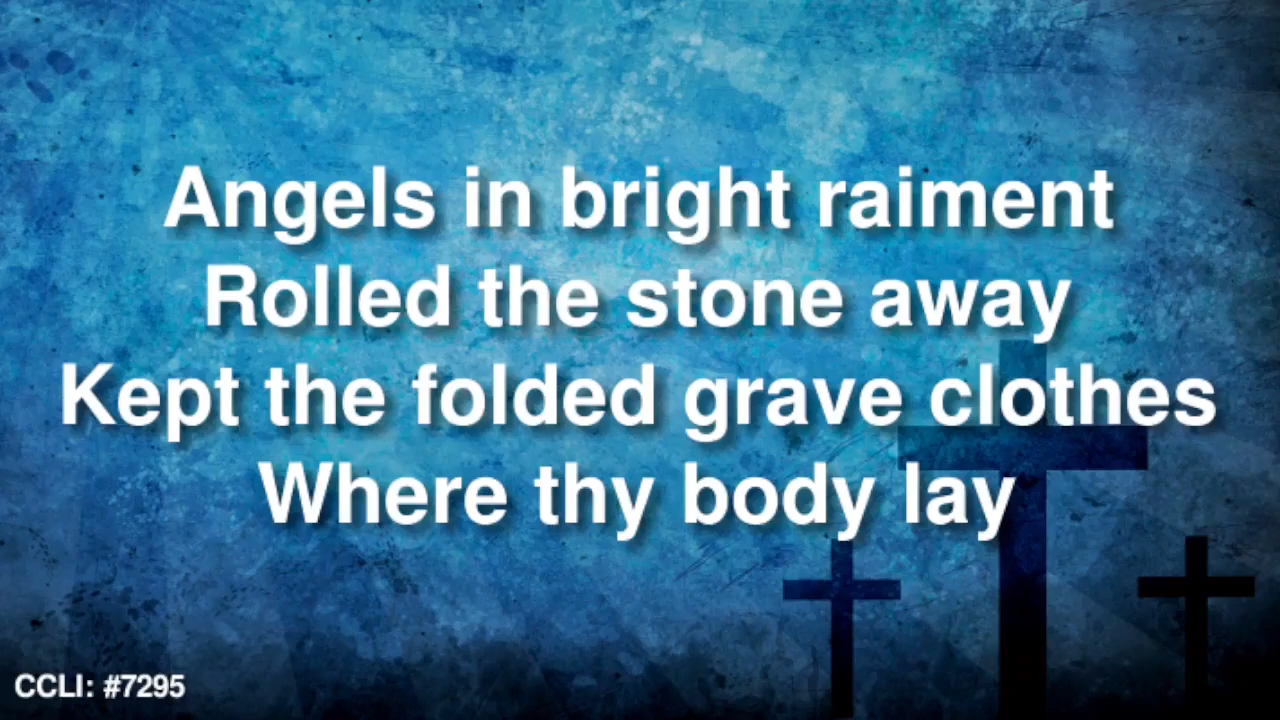 Angels in bright raiment
Rolled the stone away
Kept the folded grave clothes
Where thy body lay
CCLI: #7295